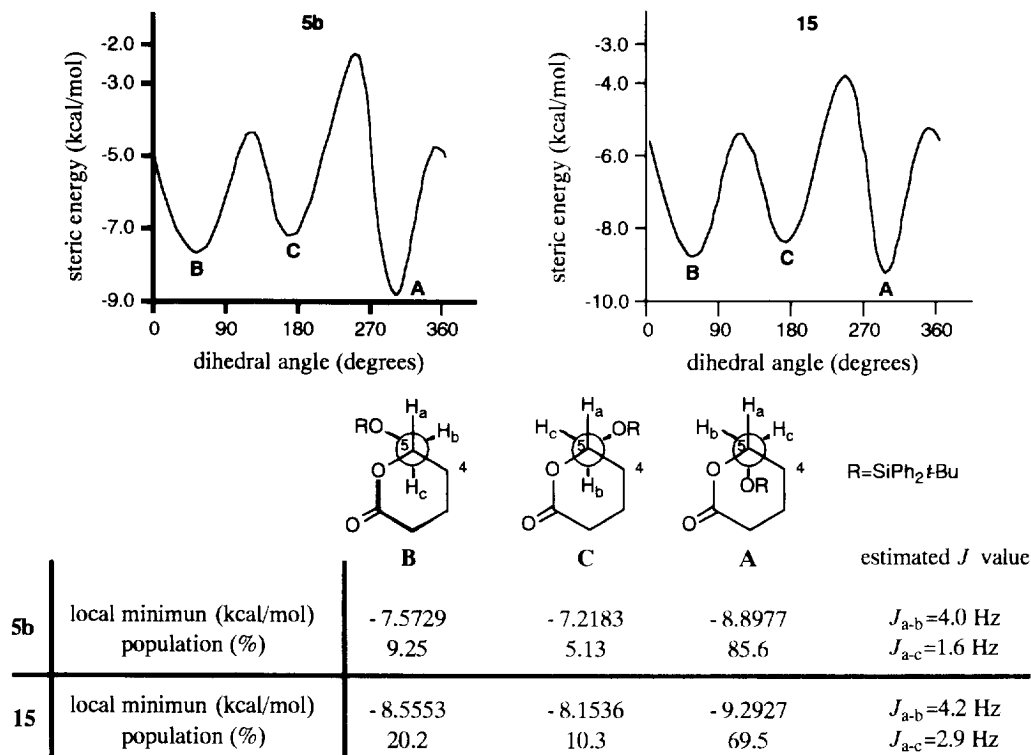 5b
15
-2.0
-3.0
-5.0
-7.0
-9.0
steric energy (kcal/mol)
B
C
A
0 90 180 270 360
dihedral angle (degrees)
-3.0
-4.0
-6.0
-8.0
-10.0
steric energy (kcal/mol)
B
C
A
0 90 180 270 360
dihedral angle (degrees)
Ha
RO
5
Hb
O
4
Hc
O
B
Ha
Hc
5
OR
O
4
Hb
O
C
Ha
Hb
5
Hc
O
4
OR
O
A
R=SiPh2t-Bu
estimated J value
5b
local minimun (kcal/mol) -7.5729 -7.2183 -8.8977 Ja-b=4.0 Hz
population (%) 9.25 5.13 85.6 Ja-c=1.6 Hz
15
local minimun (kcal/mol) -8.5553 -8.1536 -9.2927 Ja-b=4.2 Hz
population (%) 20.2 10.3 69.5 Ja-c=2.9 Hz